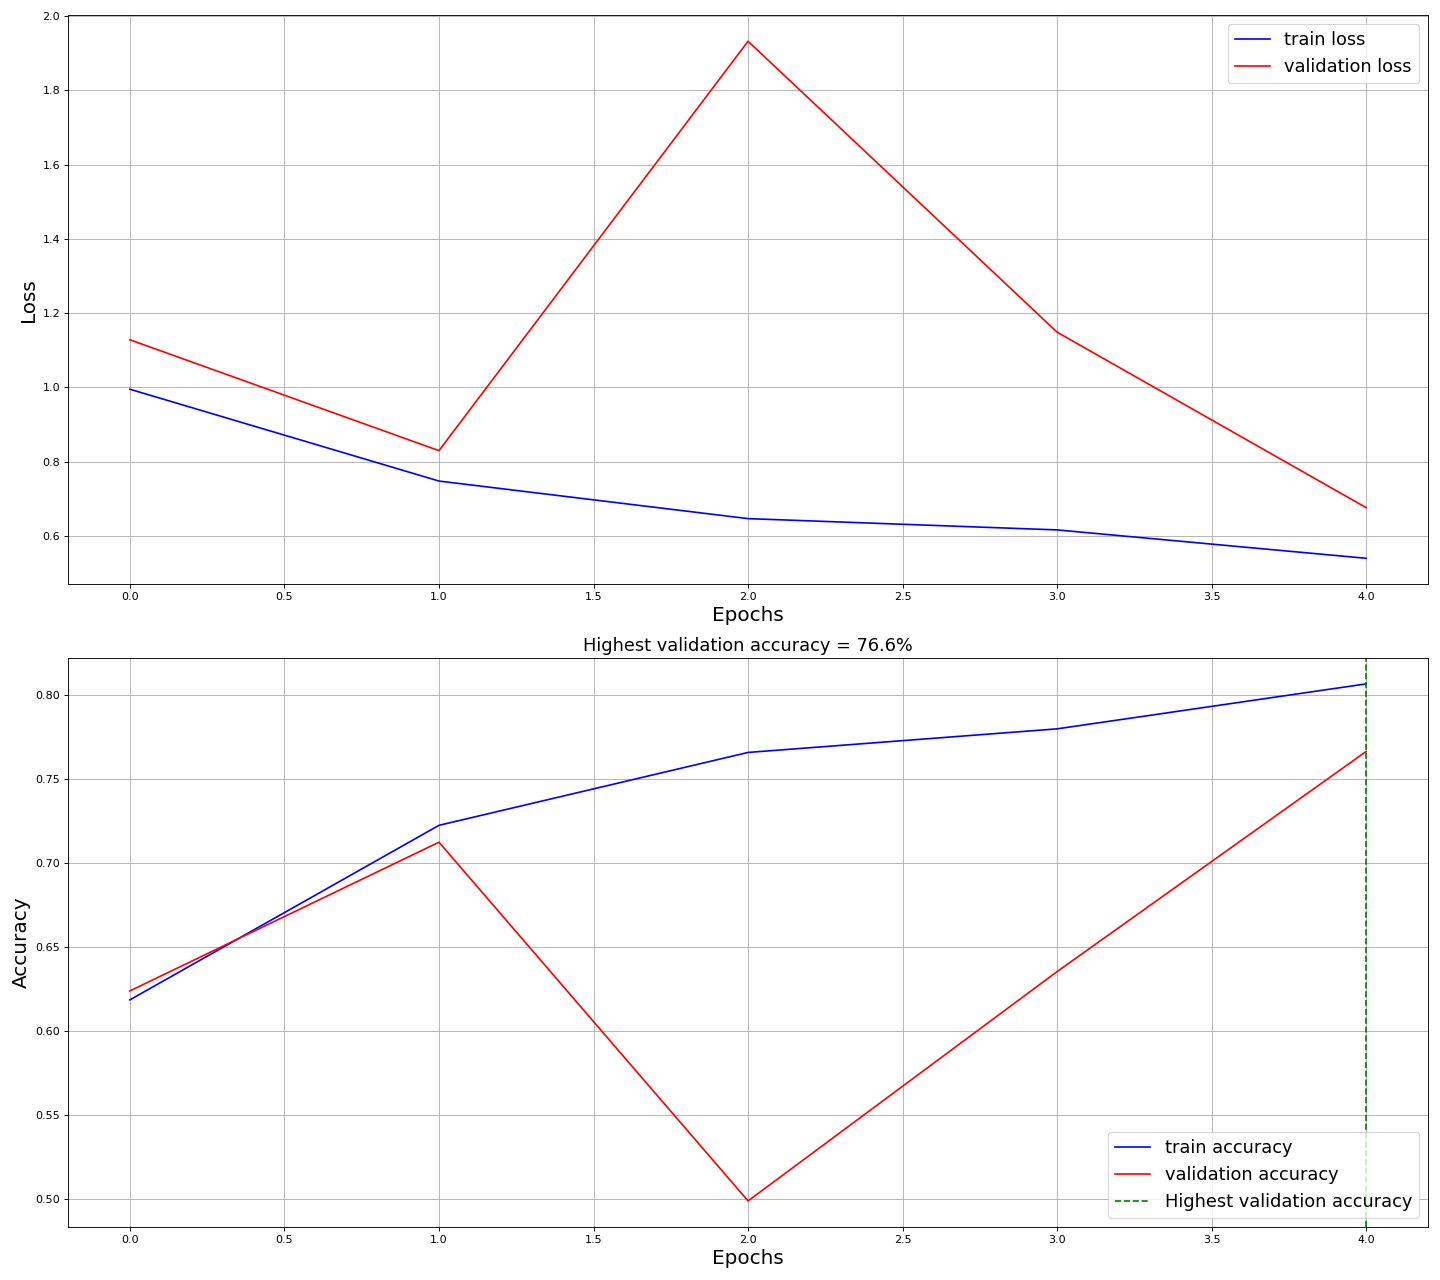 2.0
1.8
1.6
1.4
1.2
1.0
0.8
0.6
Loss
train loss
validation loss
0.0 0.5 1.0 1.5 2.0 2.5 3.0 3.5 4.0
Epochs
Highest validation accuracy = 76.6%
0.80
0.75
0.70
0.65
0.60
0.55
0.50
Accuracy
train accuracy
validation accuracy
Highest validation accuracy
0.0 0.5 1.0 1.5 2.0 2.5 3.0 3.5 4.0
Epochs